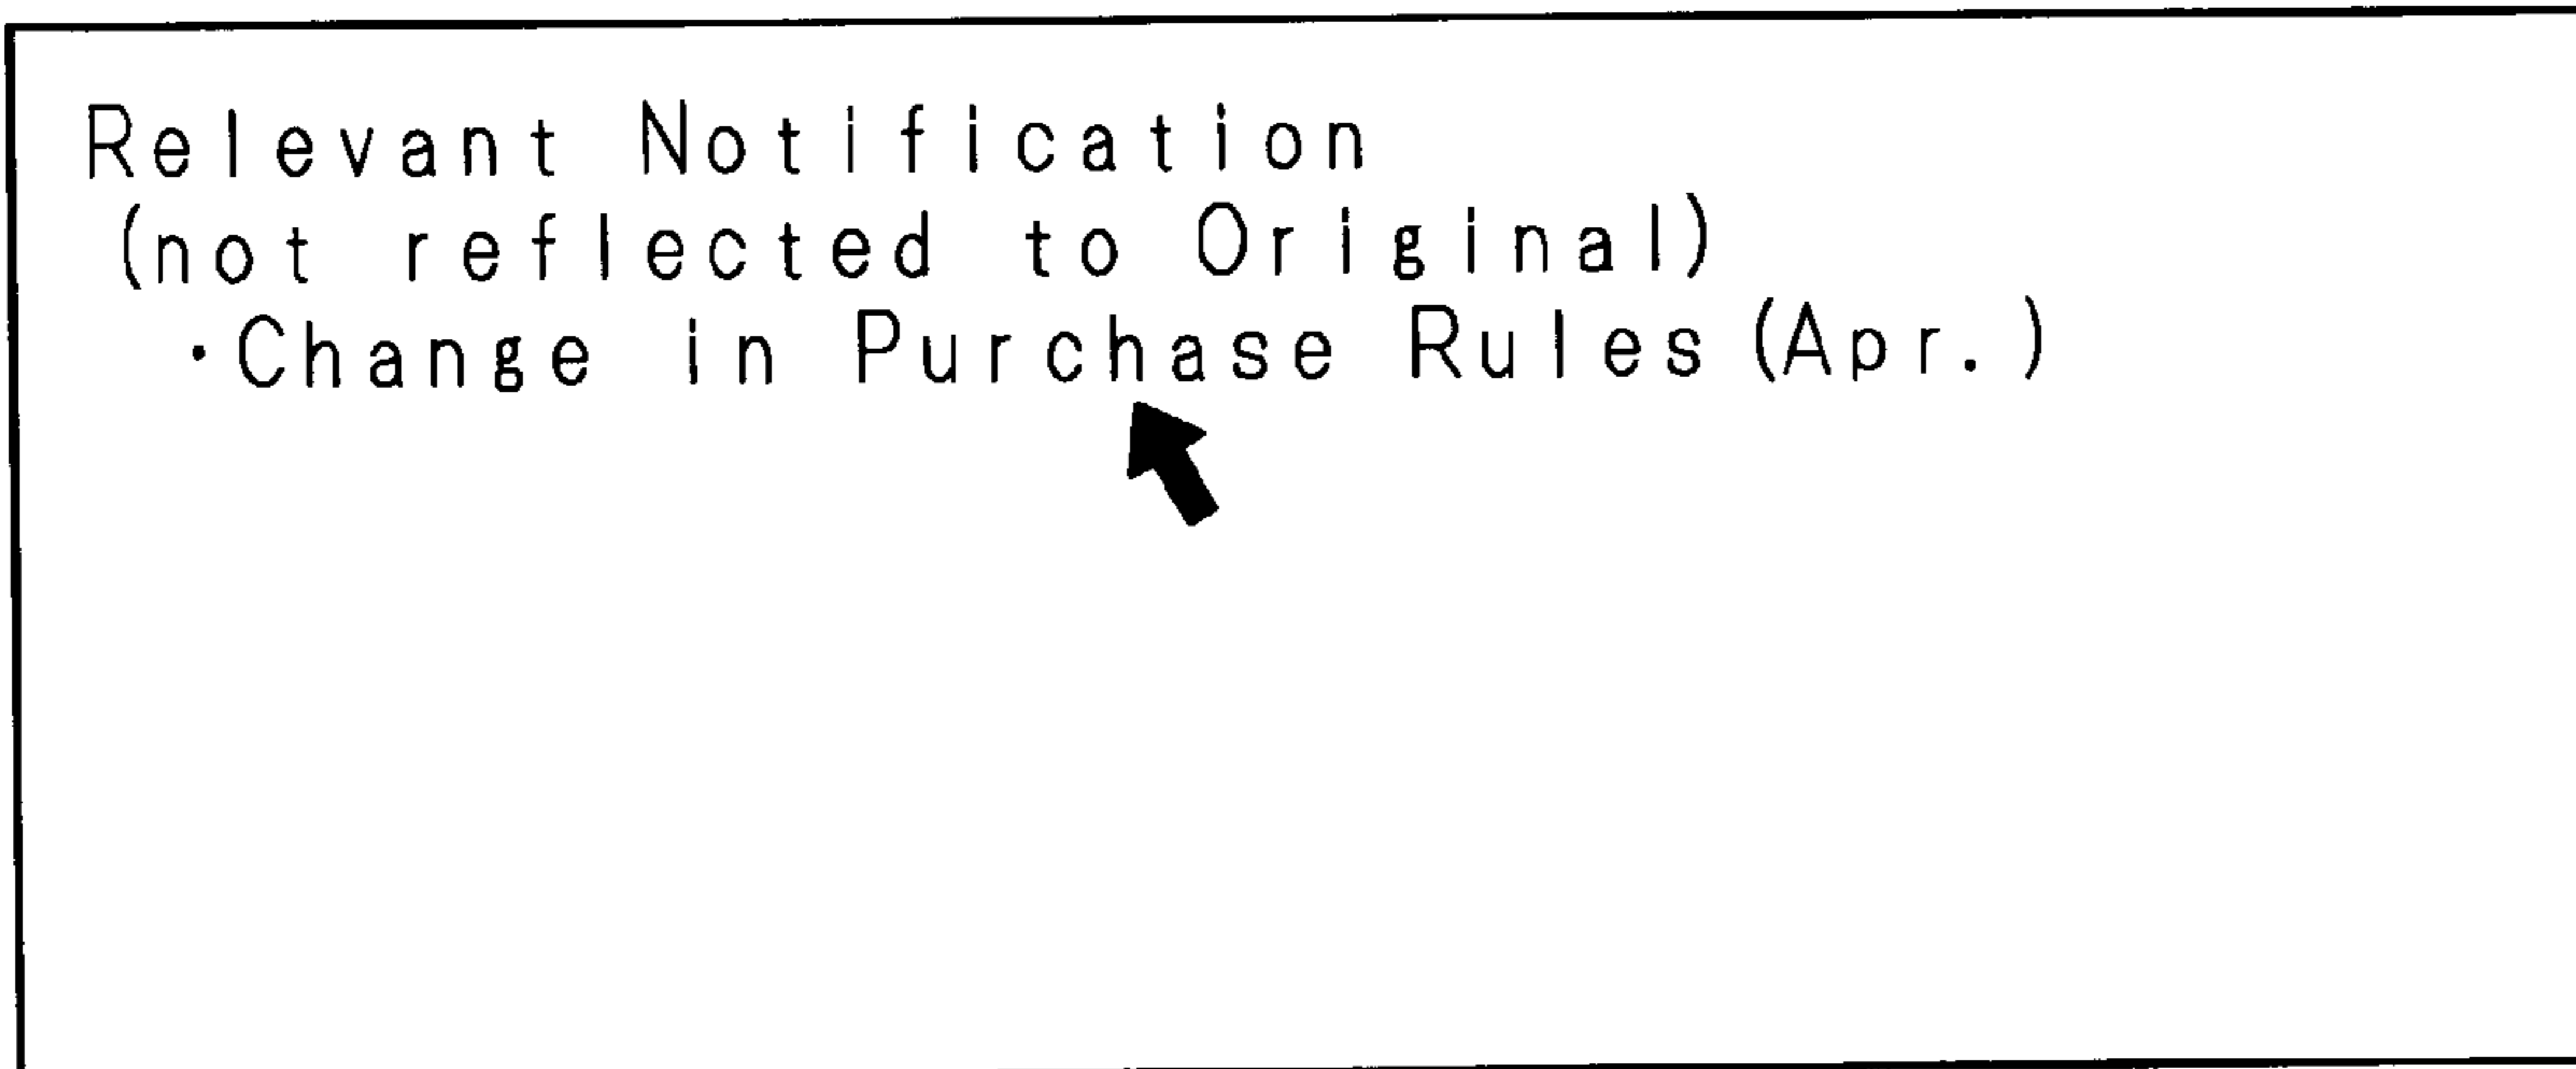 Relevant Notification
(not reflected to Original)
・Change in Purchase Rules(Apr.)